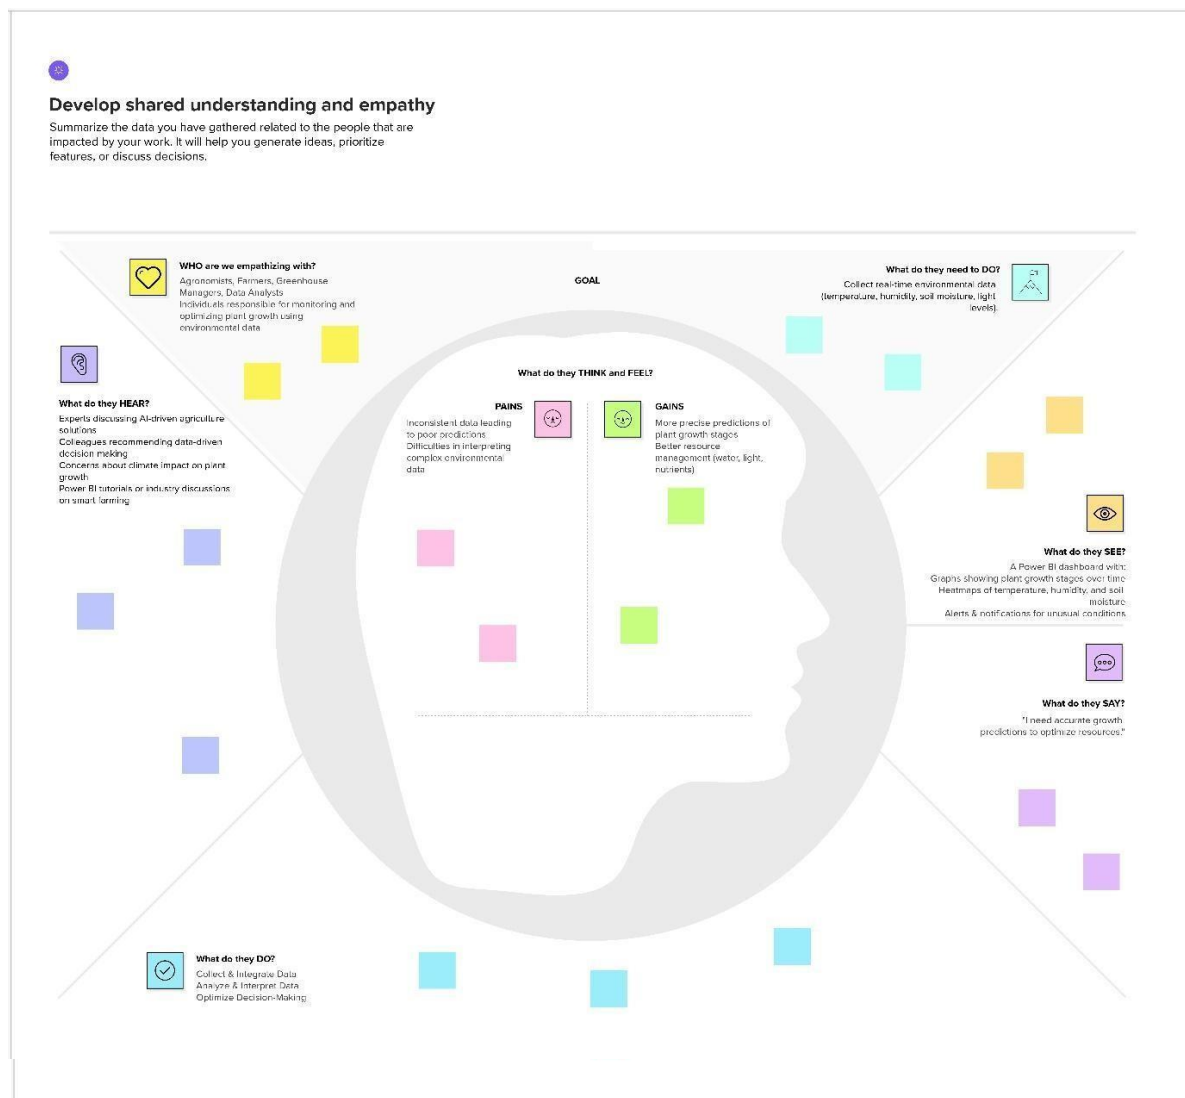 Develop shared understanding and empathy
Summarize the data you have gathered related to the people that are
impacted by your work. It will help you generate ideas, prioritize
features, or discuss decisions.
WHO are we empathizing with?
Agronomists, Farmers, Greenhouse
Managers, Data Analysts
Individuals responsible for monitoring and
optimizing plant growth using
environmental data
GOAL
What do they need to DO?
Collect real-time environmental data
(temperature, humidity, soil moisture, light
levels).
What do they HEAR?
Experts discussing AI-driven agriculture
solutions
Colleagues recommending data-driven
decision making
Concerns about climate impact on plant
growth
Power BI tutorials or industry discussions
on smart farming
What do they THINK and FEEL?
PAINS
Inconsistent data leading
to poor predictions
Difficulties in interpreting
complex environmental
data
GAINS
More precise predictions of
plant growth stages
Better resource
management (water, light,
nutrients)
What do they SEE?
A Power BI dashboard with:
Graphs showing plant growth stages over time
Heatmaps of temperature, humidity, and soil
moisture
Alerts & notifications for unusual conditions
What do they SAY?
"I need accurate growth
predictions to optimize resources."
What do they DO?
Collect & Integrate Data
Analyze & Interpret Data
Optimize Decision-Making